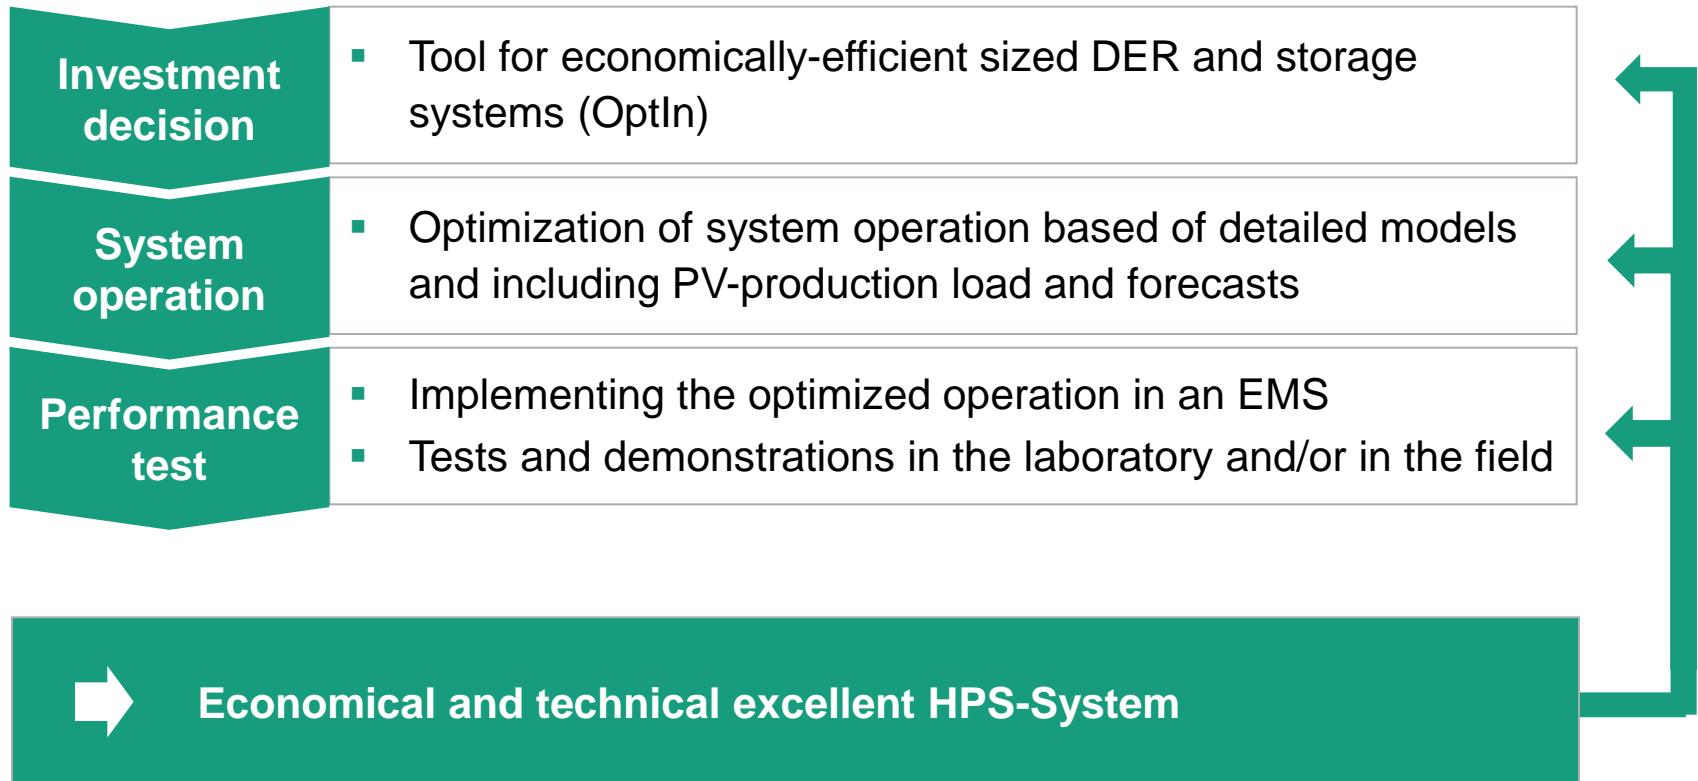 Investment
decision
▪ Tool for economically-efficient sized DER and storage
systems (OptIn)
System
operation
▪ Optimization of system operation based of detailed models
and including PV-production load and forecasts
Performance
test
▪ Implementing the optimized operation in an EMS
▪ Tests and demonstrations in the laboratory and/or in the field
Economical and technical excellent HPS-System